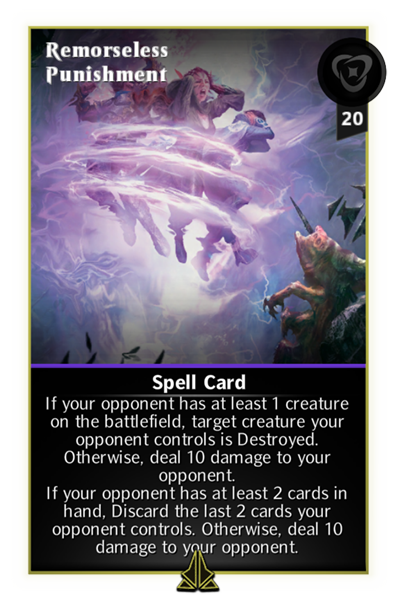 Remorseless
Punishment
20
Spell Card
If your opponent has at least 1 creature
on the battlefield, target creature your
opponent controls is Destroyed.
Otherwise, deal 10 damage to your
opponent.
If your opponent has at least 2 cards in
hand, Discard the last 2 cards your
opponent controls. Otherwise, deal 10
damage to your opponent.